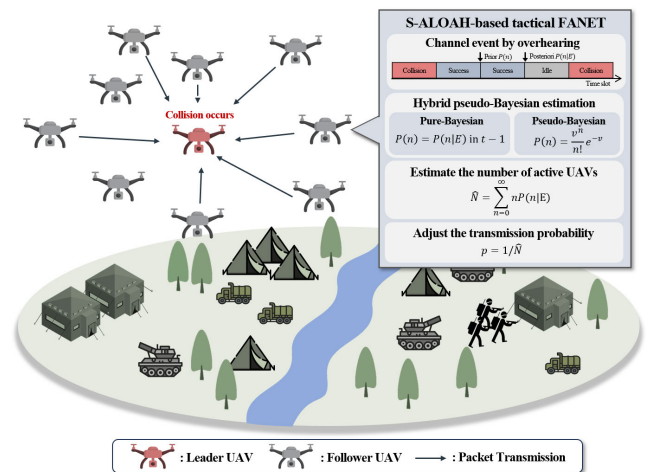 S-ALOAH-based tactical FANET
Channel event by overhearing
Prior P(n) Posterior P(n|E)
Collision Success Success Idle Collision
Time slot
Hybrid pseudo-Bayesian estimation
Pure-Bayesian
P(n) = P(n|E) in t − 1
Pseudo-Bayesian
P(n) = v^n/n! e^−v
Estimate the number of active UAVs
N̂ = ∑_{n=0}^{∞} nP(n|E)
Adjust the transmission probability
p = 1/N̂
Collision occurs
: Leader UAV : Follower UAV : Packet Transmission